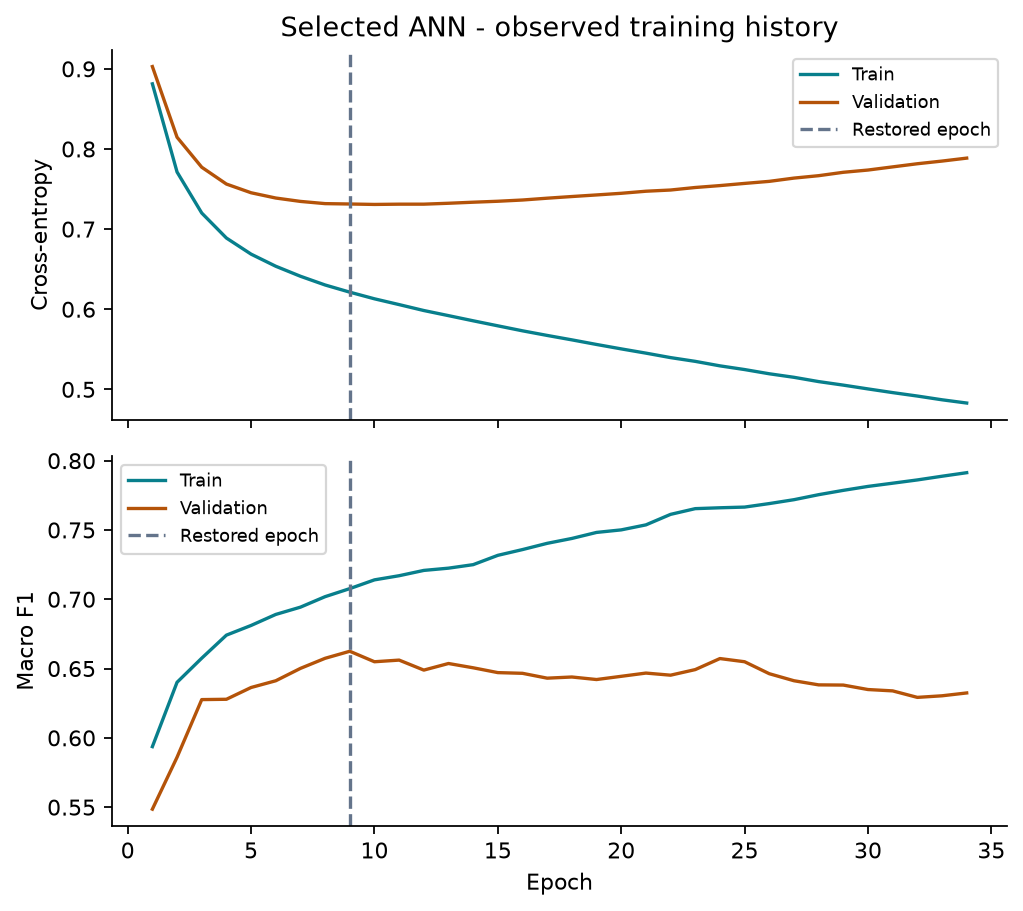 Selected ANN - observed training history
0.9
0.8
0.7
0.6
0.5
Cross-entropy
Train
Validation
Restored epoch
0.80
0.75
0.70
0.65
0.60
0.55
Macro F1
Train
Validation
Restored epoch
0 5 10 15 20 25 30 35
Epoch